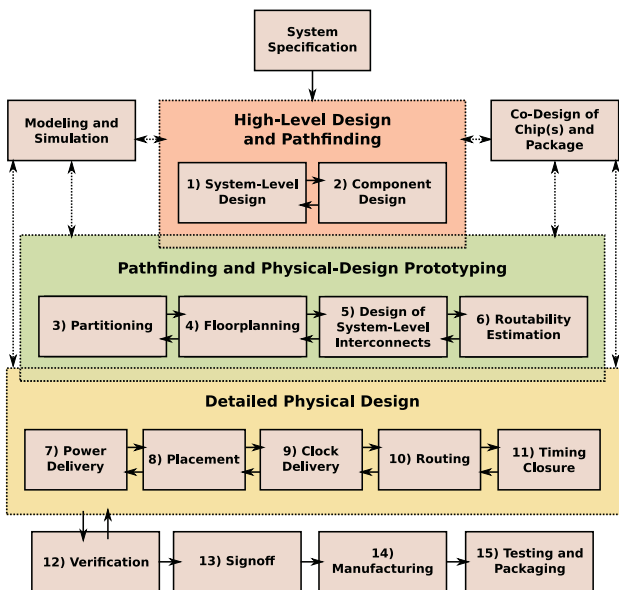 System
Specification
Modeling and
Simulation
High-Level Design
and Pathfinding
Co-Design of
Chip(s) and
Package
1) System-Level
Design
2) Component
Design
Pathfinding and Physical-Design Prototyping
3) Partitioning
4) Floorplanning
5) Design of
System-Level
Interconnects
6) Routability
Estimation
Detailed Physical Design
7) Power
Delivery
8) Placement
9) Clock
Delivery
10) Routing
11) Timing
Closure
12) Verification
13) Signoff
14)
Manufacturing
15) Testing and
Packaging